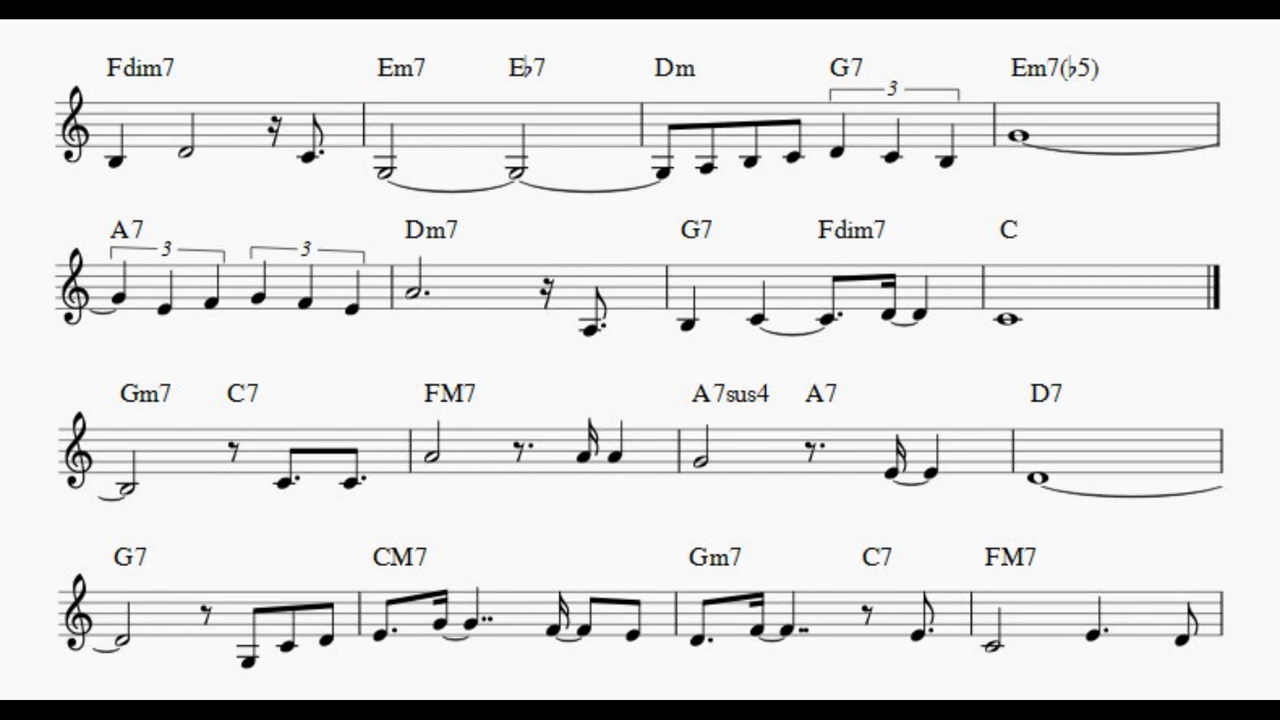 Fdim7 Em7 E♭7 Dm G7 Em7(♭5)
3
A7 Dm7 G7 Fdim7 C
3 3
Gm7 C7 FM7 A7sus4 A7 D7
G7 CM7 Gm7 C7 FM7